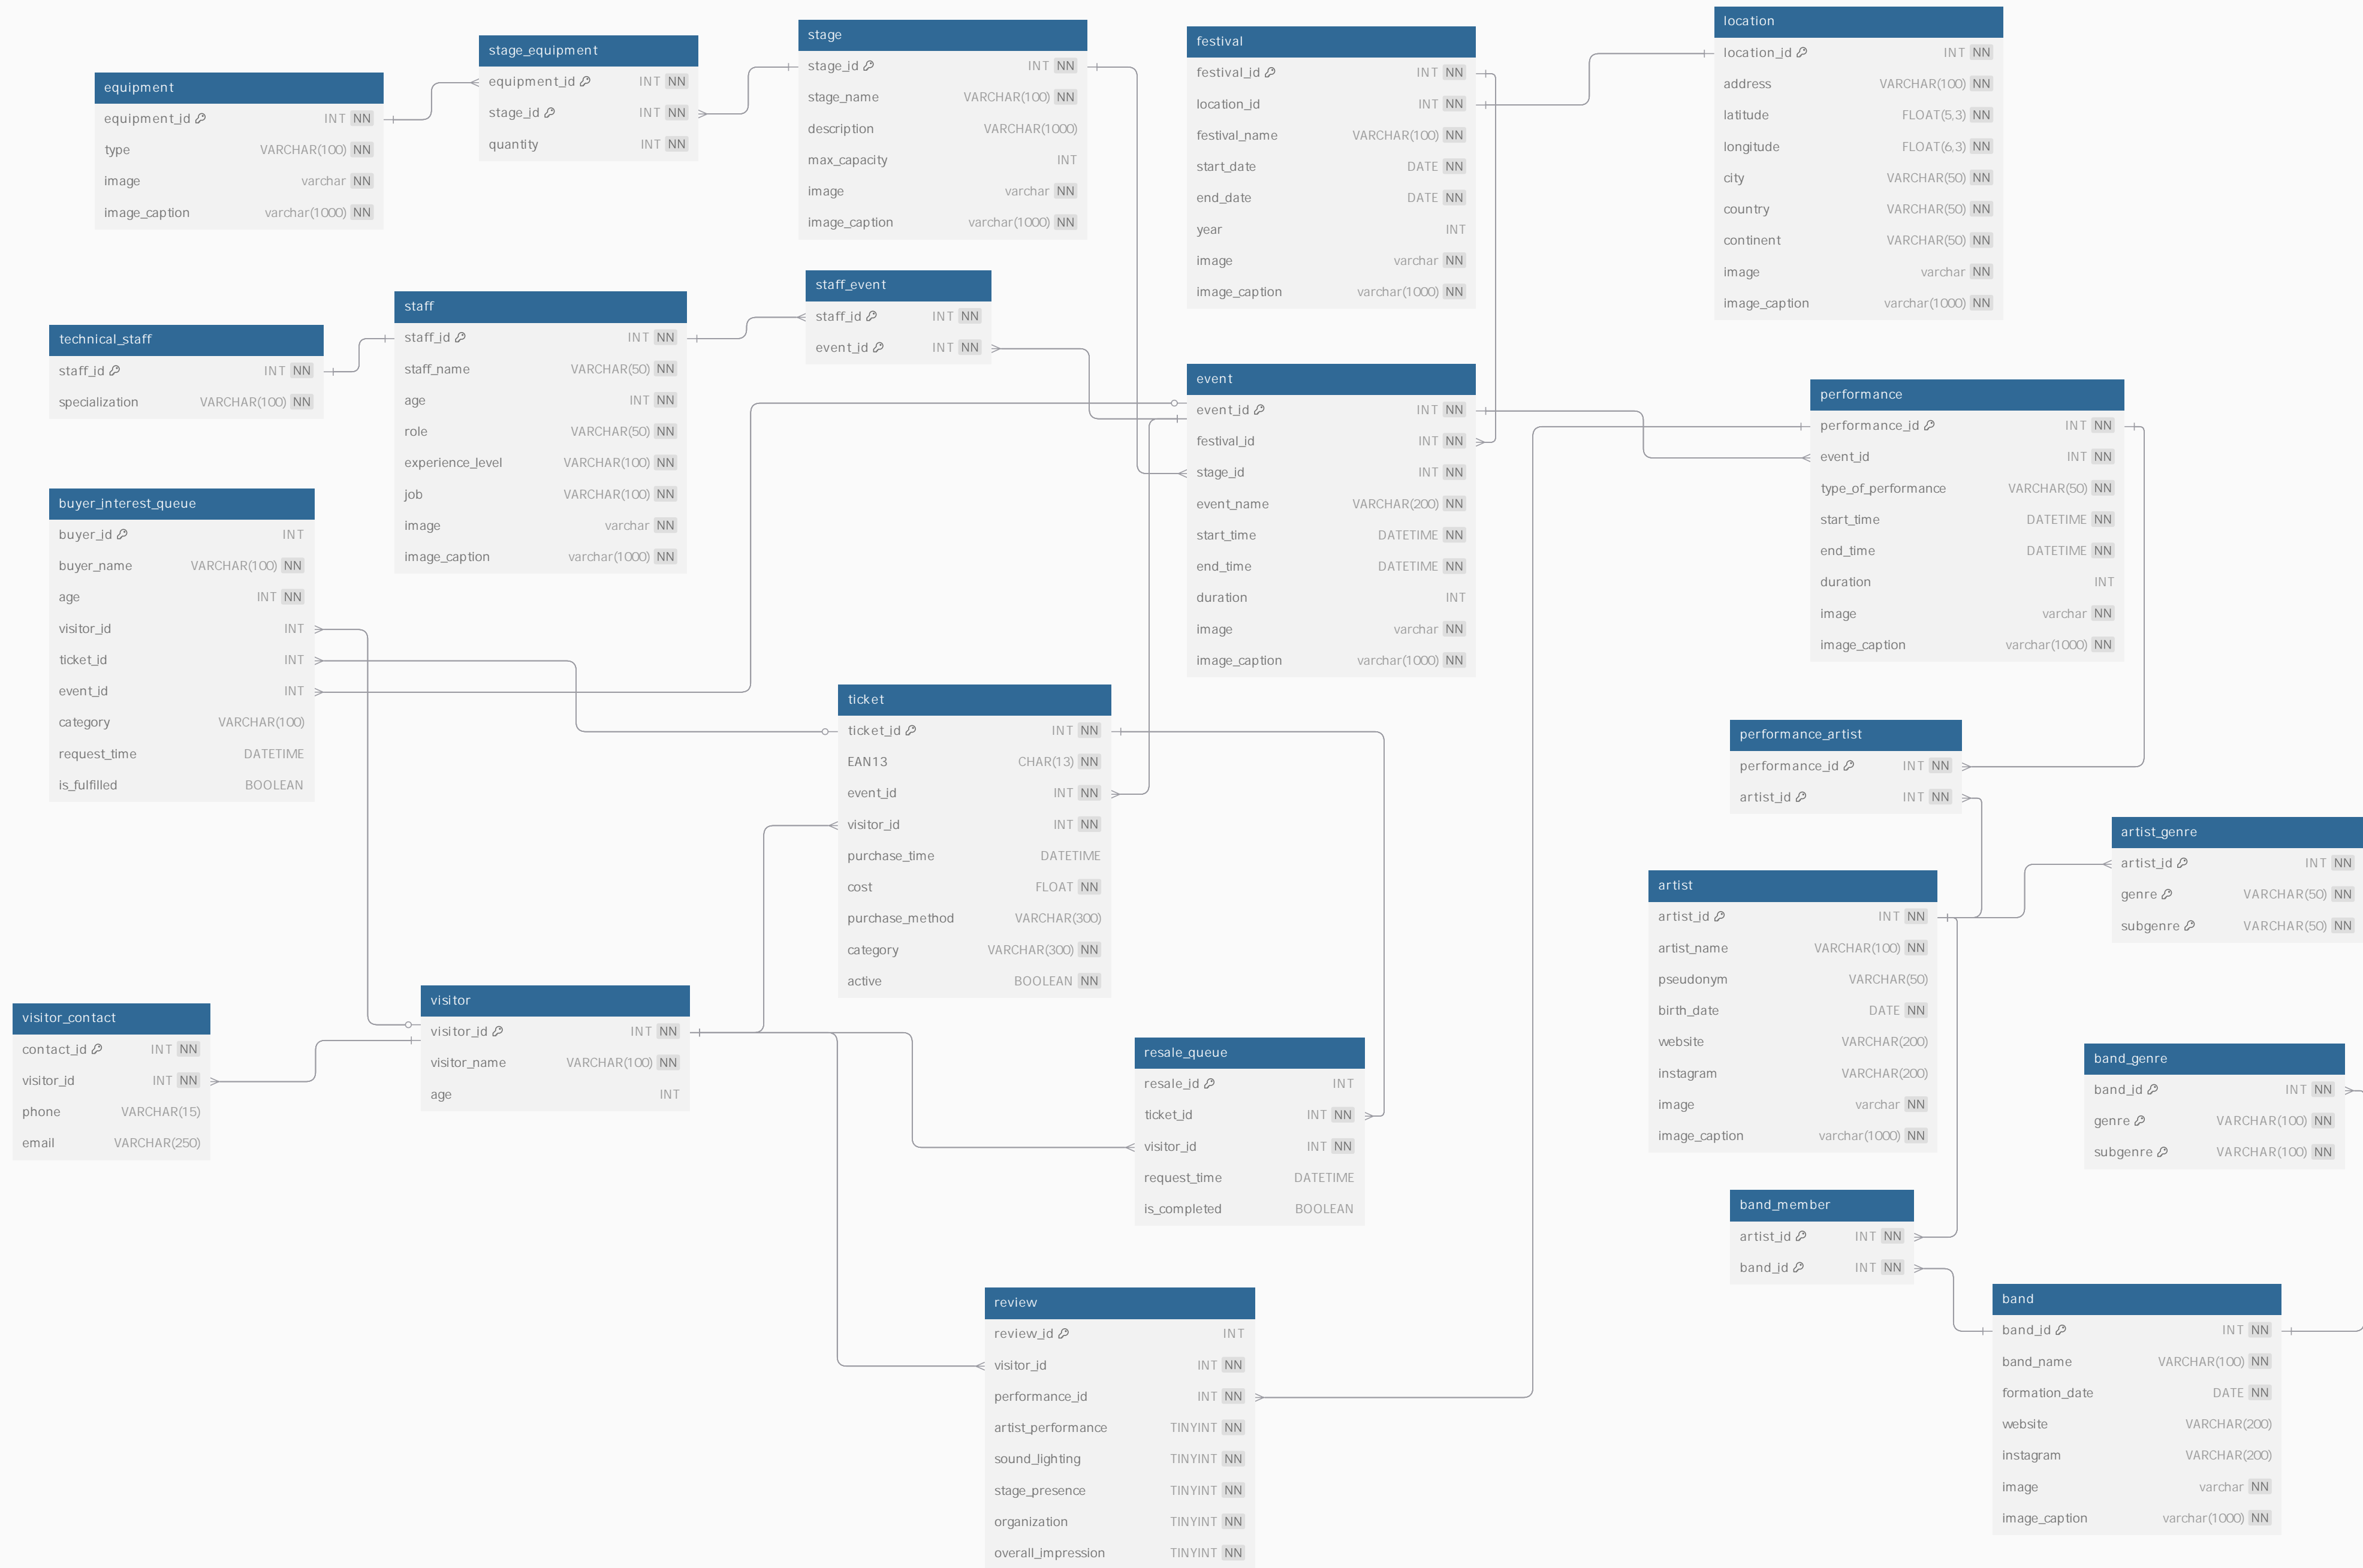 equipment
equipment_id INT NN
type VARCHAR(100) NN
image varchar NN
image_caption varchar(1000) NN
stage_equipment
equipment_id INT NN
stage_id INT NN
quantity INT NN
stage
stage_id INT NN
stage_name VARCHAR(100) NN
description VARCHAR(1000)
max_capacity INT
image varchar NN
image_caption varchar(1000) NN
festival
festival_id INT NN
location_id INT NN
festival_name VARCHAR(100) NN
start_date DATE NN
end_date DATE NN
year INT
image varchar NN
image_caption varchar(1000) NN
location
location_id INT NN
address VARCHAR(100) NN
latitude FLOAT(5,3) NN
longitude FLOAT(6,3) NN
city VARCHAR(50) NN
country VARCHAR(50) NN
continent VARCHAR(50) NN
image varchar NN
image_caption varchar(1000) NN
technical_staff
staff_id INT NN
specialization VARCHAR(100) NN
staff
staff_id INT NN
staff_name VARCHAR(50) NN
age INT NN
role VARCHAR(50) NN
experience_level VARCHAR(100) NN
job VARCHAR(100) NN
image varchar NN
image_caption varchar(1000) NN
staff_event
staff_id INT NN
event_id INT NN
event
event_id INT NN
festival_id INT NN
stage_id INT NN
event_name VARCHAR(200) NN
start_time DATETIME NN
end_time DATETIME NN
duration INT
image varchar NN
image_caption varchar(1000) NN
performance
performance_id INT NN
event_id INT NN
type_of_performance VARCHAR(50) NN
start_time DATETIME NN
end_time DATETIME NN
duration INT
image varchar NN
image_caption varchar(1000) NN
buyer_interest_queue
buyer_id INT
buyer_name VARCHAR(100) NN
age INT NN
visitor_id INT
ticket_id INT
event_id INT
category VARCHAR(100)
request_time DATETIME
is_fulfilled BOOLEAN
ticket
ticket_id INT NN
EAN13 CHAR(13) NN
event_id INT NN
visitor_id INT NN
purchase_time DATETIME
cost FLOAT NN
purchase_method VARCHAR(300)
category VARCHAR(300) NN
active BOOLEAN NN
performance_artist
performance_id INT NN
artist_id INT NN
artist_genre
artist_id INT NN
genre VARCHAR(50) NN
subgenre VARCHAR(50) NN
artist
artist_id INT NN
artist_name VARCHAR(100) NN
pseudonym VARCHAR(50)
birth_date DATE NN
website VARCHAR(200)
instagram VARCHAR(200)
image varchar NN
image_caption varchar(1000) NN
visitor_contact
contact_id INT NN
visitor_id INT NN
phone VARCHAR(15)
email VARCHAR(250)
visitor
visitor_id INT NN
visitor_name VARCHAR(100) NN
age INT
resale_queue
resale_id INT
ticket_id INT NN
visitor_id INT NN
request_time DATETIME
is_completed BOOLEAN
band_genre
band_id INT NN
genre VARCHAR(100) NN
subgenre VARCHAR(100) NN
band_member
artist_id INT NN
band_id INT NN
review
review_id INT
visitor_id INT NN
performance_id INT NN
artist_performance TINYINT NN
sound_lighting TINYINT NN
stage_presence TINYINT NN
organization TINYINT NN
overall_impression TINYINT NN
band
band_id INT NN
band_name VARCHAR(100) NN
formation_date DATE NN
website VARCHAR(200)
instagram VARCHAR(200)
image varchar NN
image_caption varchar(1000) NN